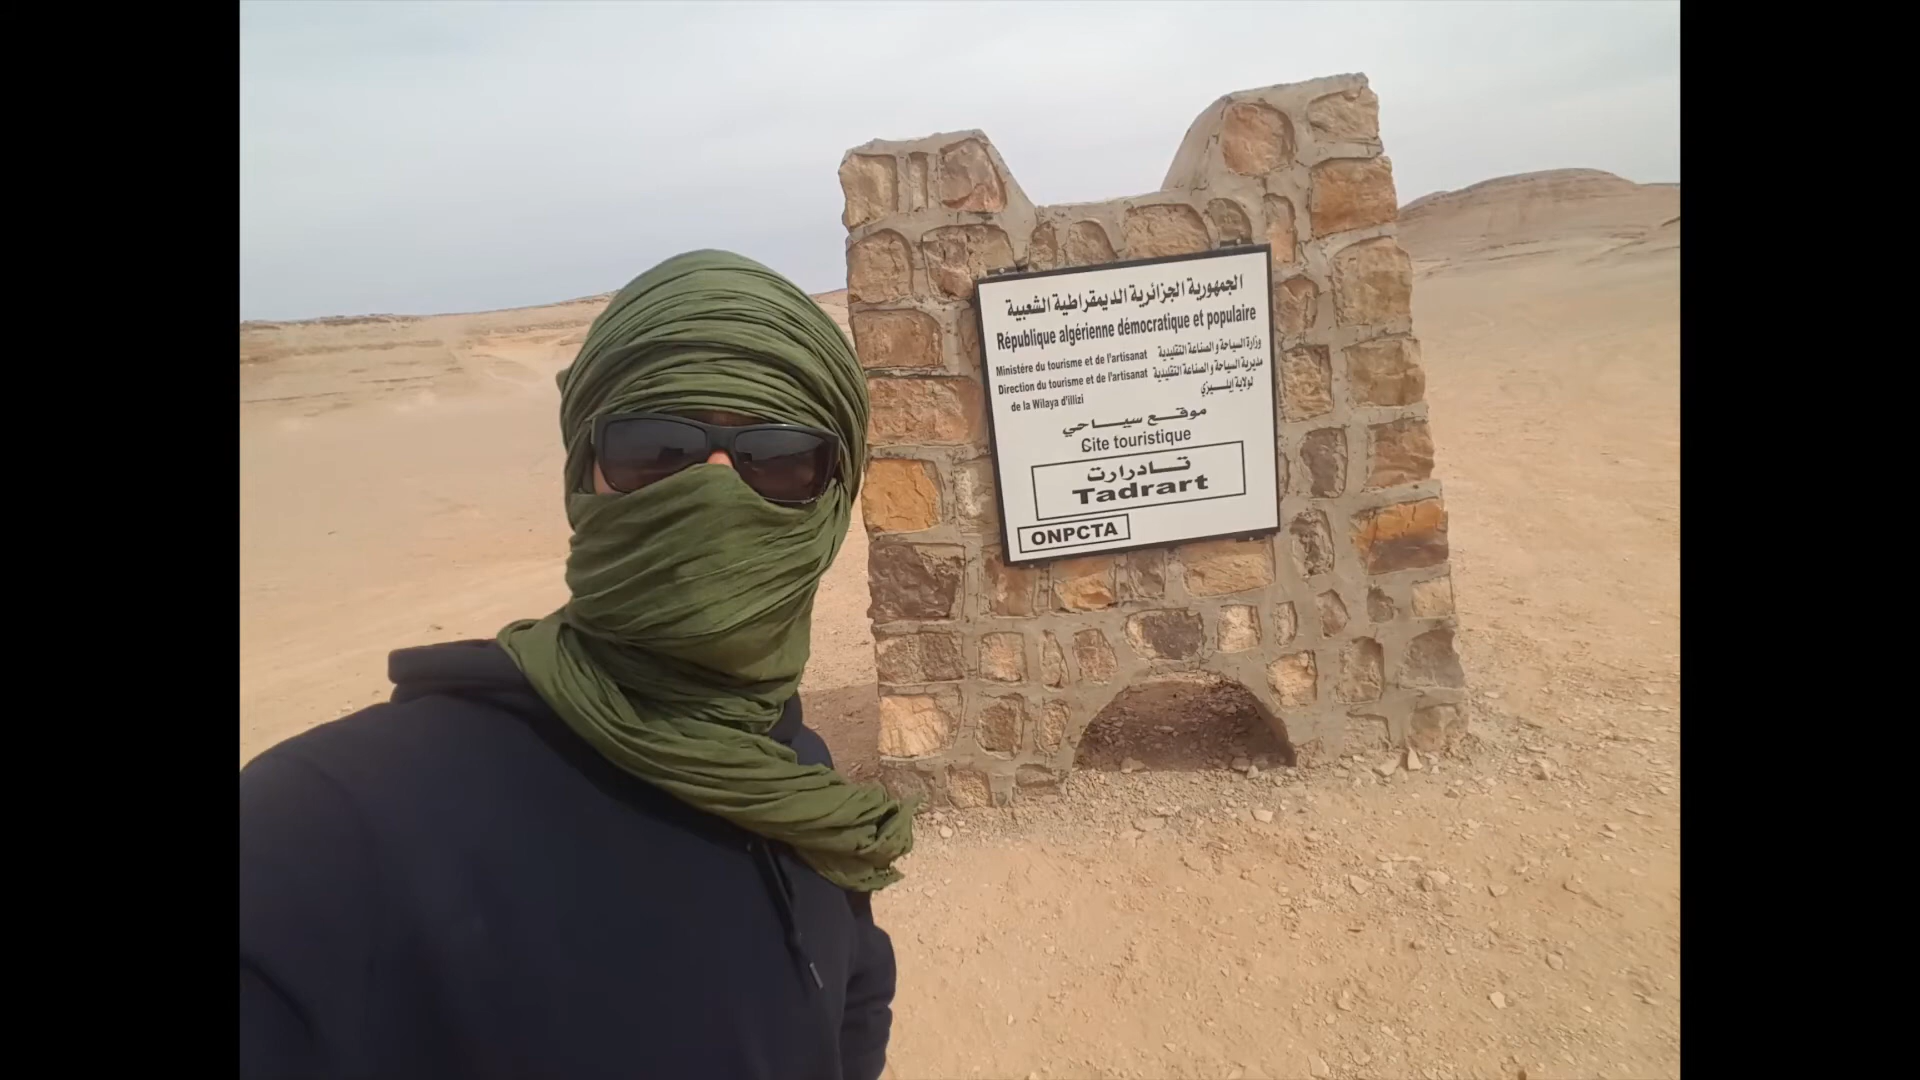 الجمهورية الجزائرية الديمقراطية الشعبية
République algérienne démocratique et populaire
وزارة السياحة و الصناعة التقليدية
مديرية السياحة و الصناعة التقليدية
لولاية إيليزي
Ministére du tourisme et de l'artisanat
Direction du tourisme et de l'artisanat
de la Wilaya d'illizi
موقع سياحي
Site touristique
تادرارت
Tadrart
ONPCTA